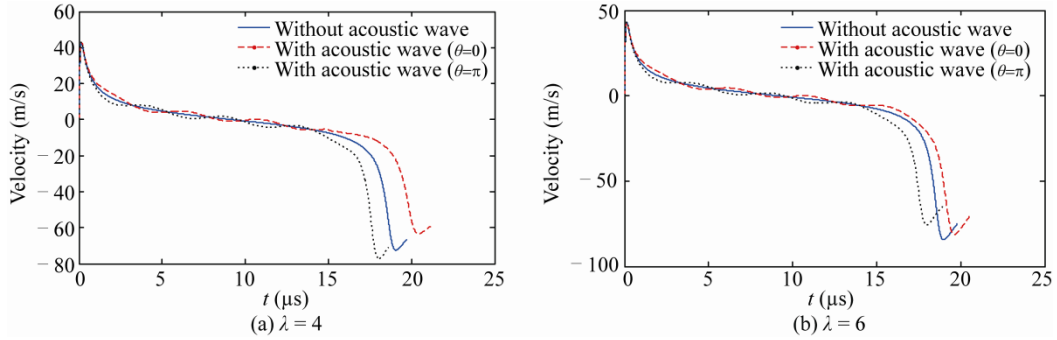 60
40
20
0
− 20
− 40
− 60
− 80
Velocity (m/s)
Without acoustic wave
With acoustic wave (θ=0)
With acoustic wave (θ=π)
0 5 10 15 20 25
t (μs)
(a) λ = 4
50
0
− 50
− 100
Velocity (m/s)
Without acoustic wave
With acoustic wave (θ=0)
With acoustic wave (θ=π)
0 5 10 15 20 25
t (μs)
(b) λ = 6